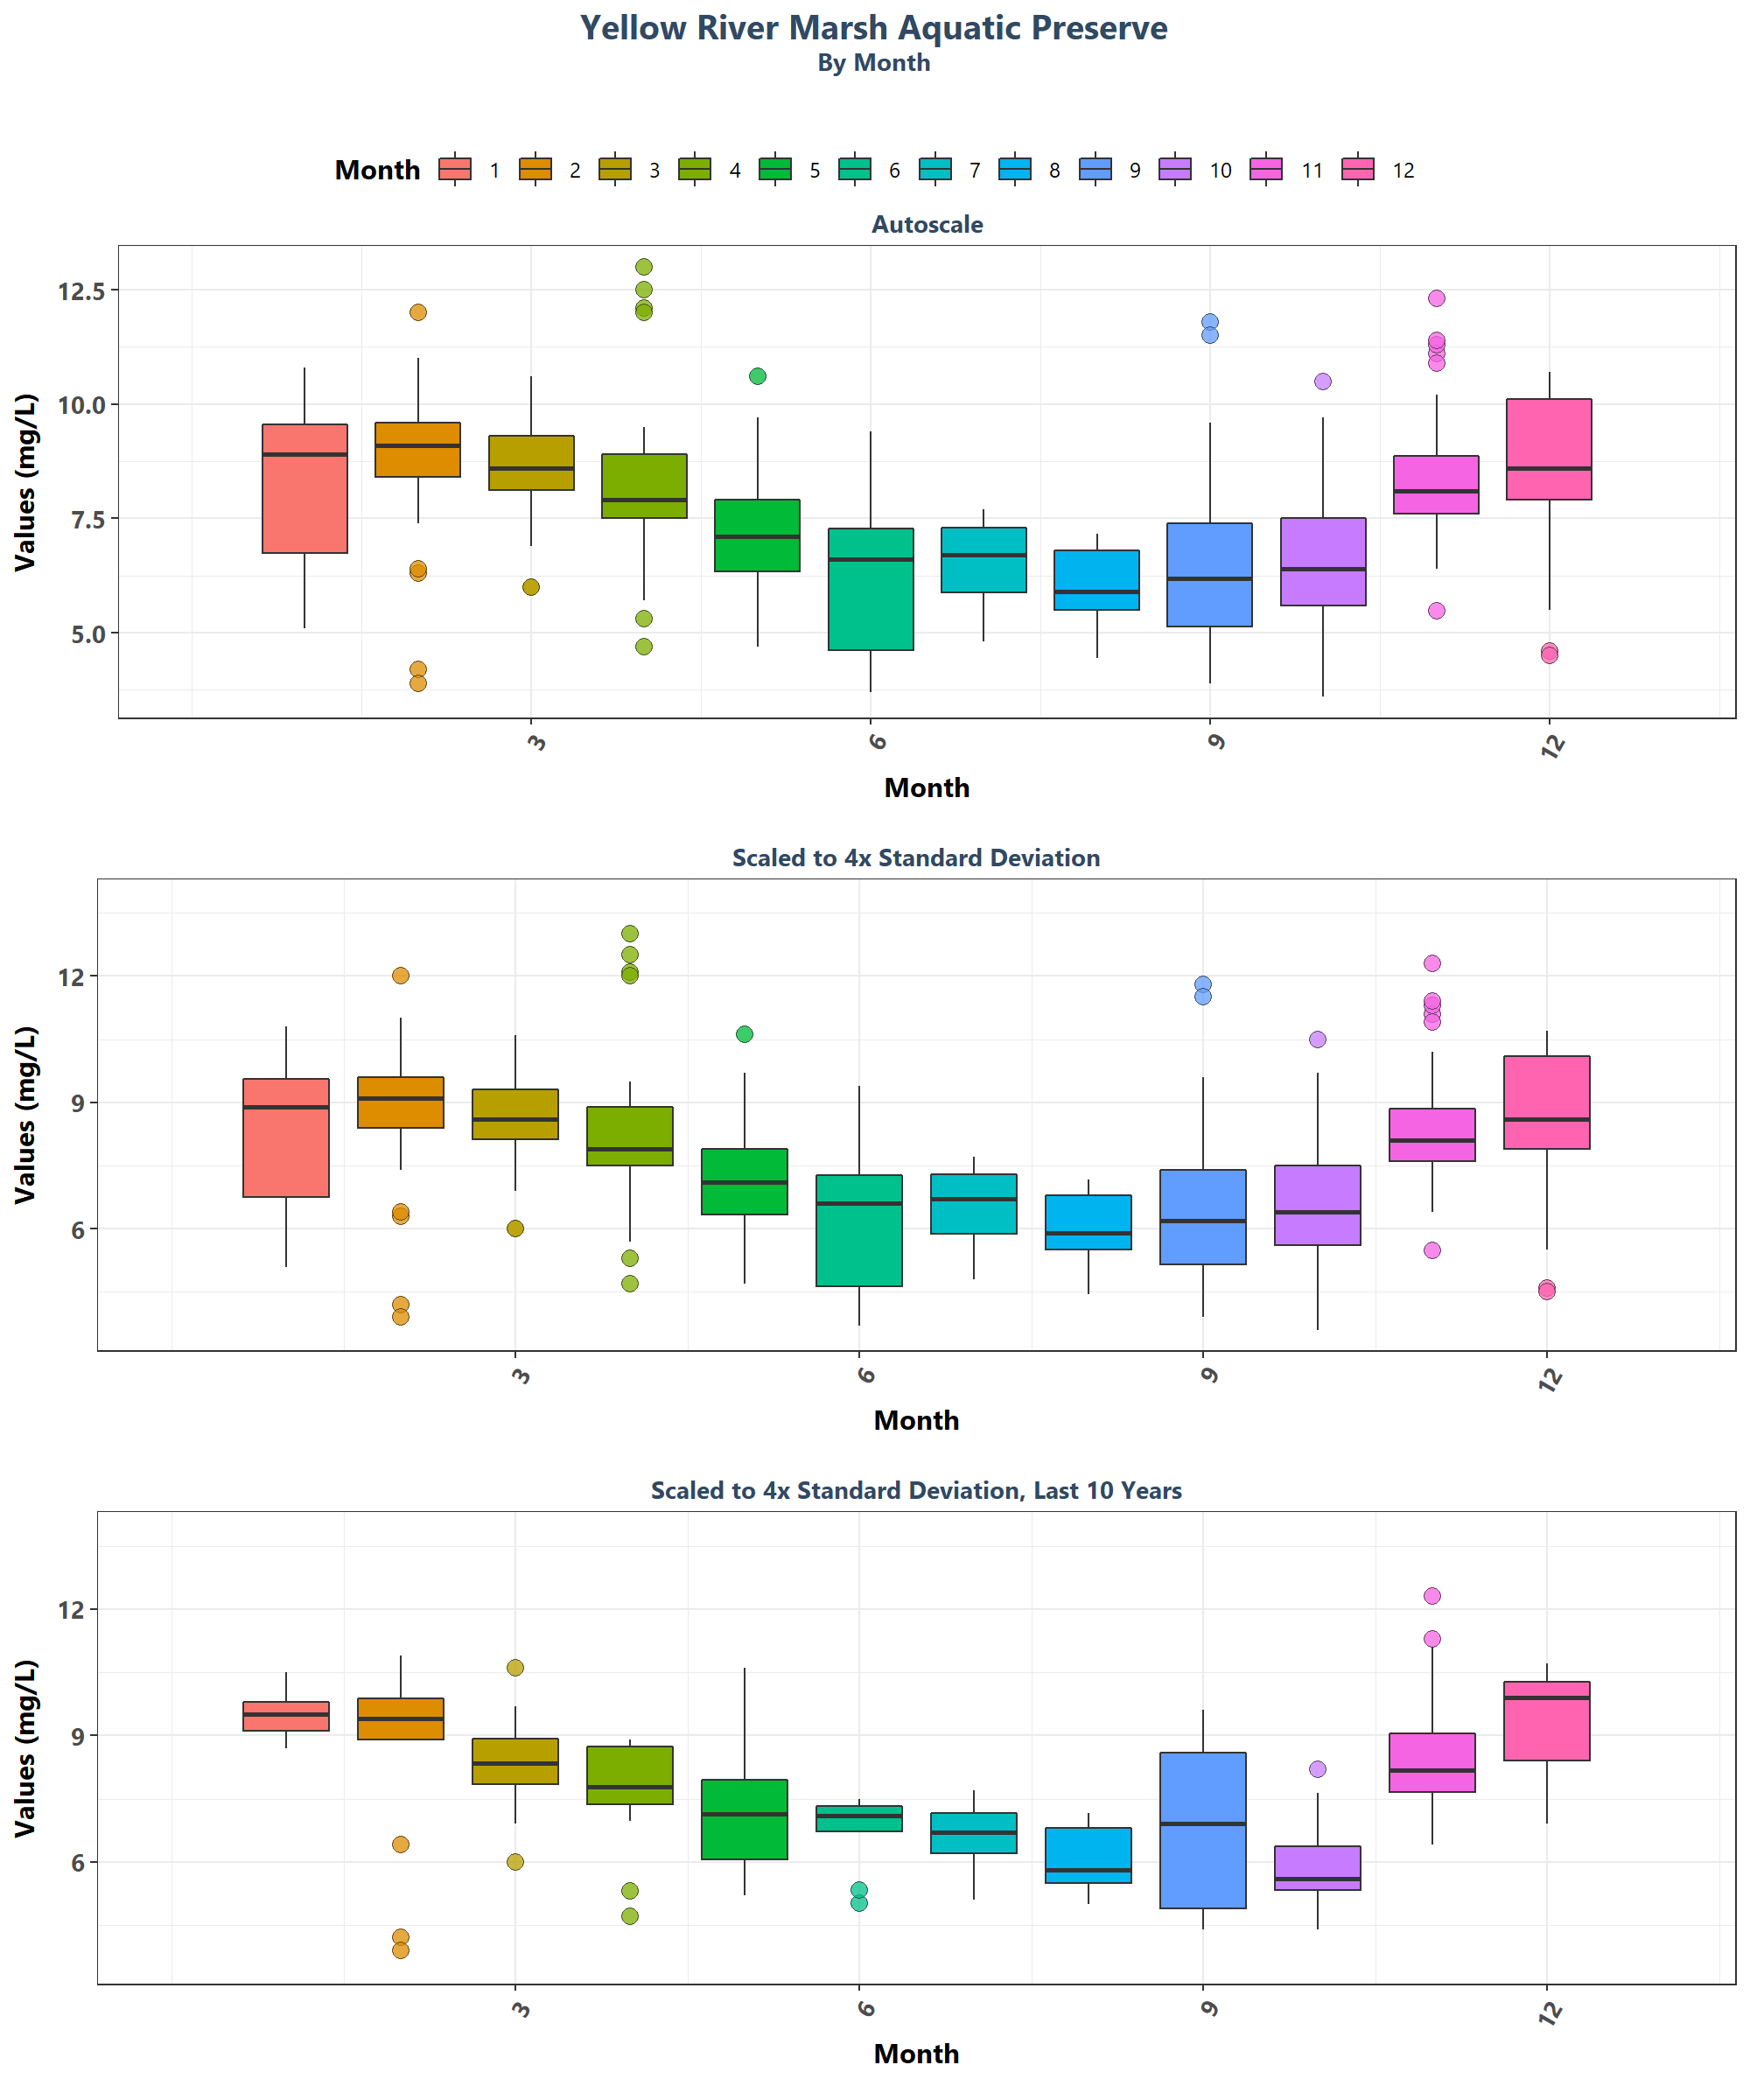 Yellow River Marsh Aquatic Preserve
By Month
Month 1 2 3 4 5 6 7 8 9 10 11 12
Autoscale
Values (mg/L)
12.5
10.0
7.5
5.0
3 6 9 12
Month
Scaled to 4x Standard Deviation
Values (mg/L)
12
9
6
3 6 9 12
Month
Scaled to 4x Standard Deviation, Last 10 Years
Values (mg/L)
12
9
6
3 6 9 12
Month